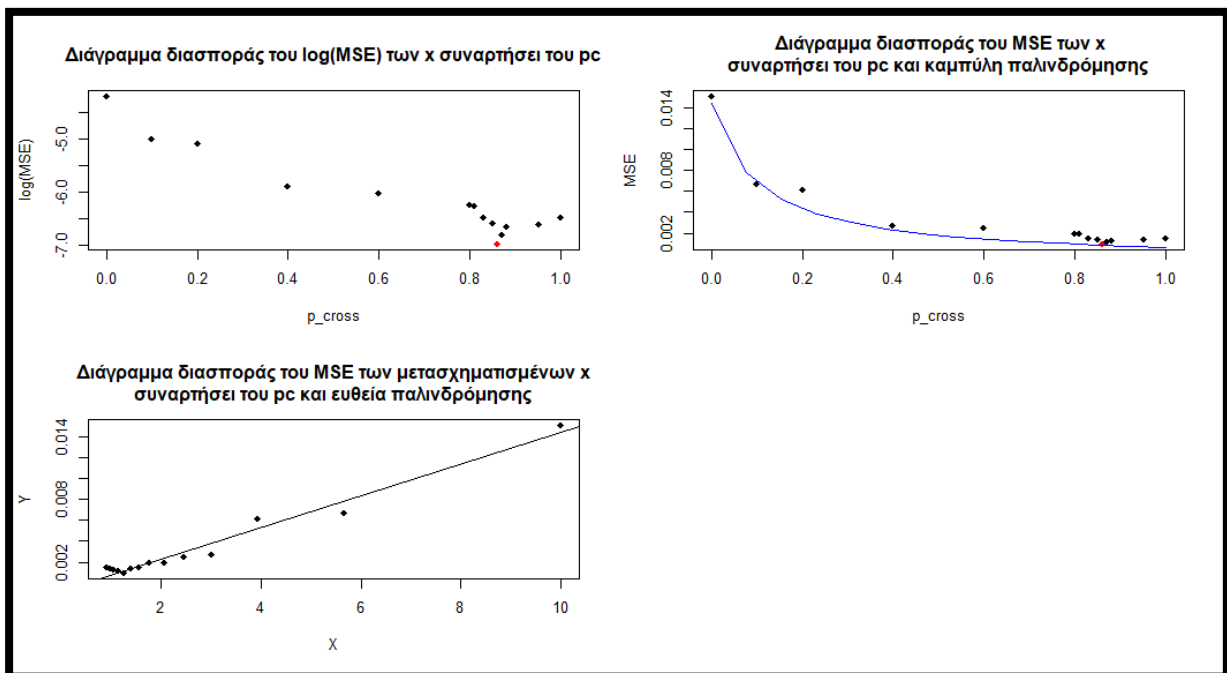 Διάγραμμα διασποράς του log(MSE) των x συναρτήσει του pc
log(MSE)
-5.0
-6.0
-7.0
0.0 0.2 0.4 0.6 0.8 1.0
p_cross
Διάγραμμα διασποράς του MSE των x
συναρτήσει του pc και καμπύλη παλινδρόμησης
MSE
0.014
0.008
0.002
0.0 0.2 0.4 0.6 0.8 1.0
p_cross
Διάγραμμα διασποράς του MSE των μετασχηματισμένων x
συναρτήσει του pc και ευθεία παλινδρόμησης
Y
0.014
0.008
0.002
2 4 6 8 10
X